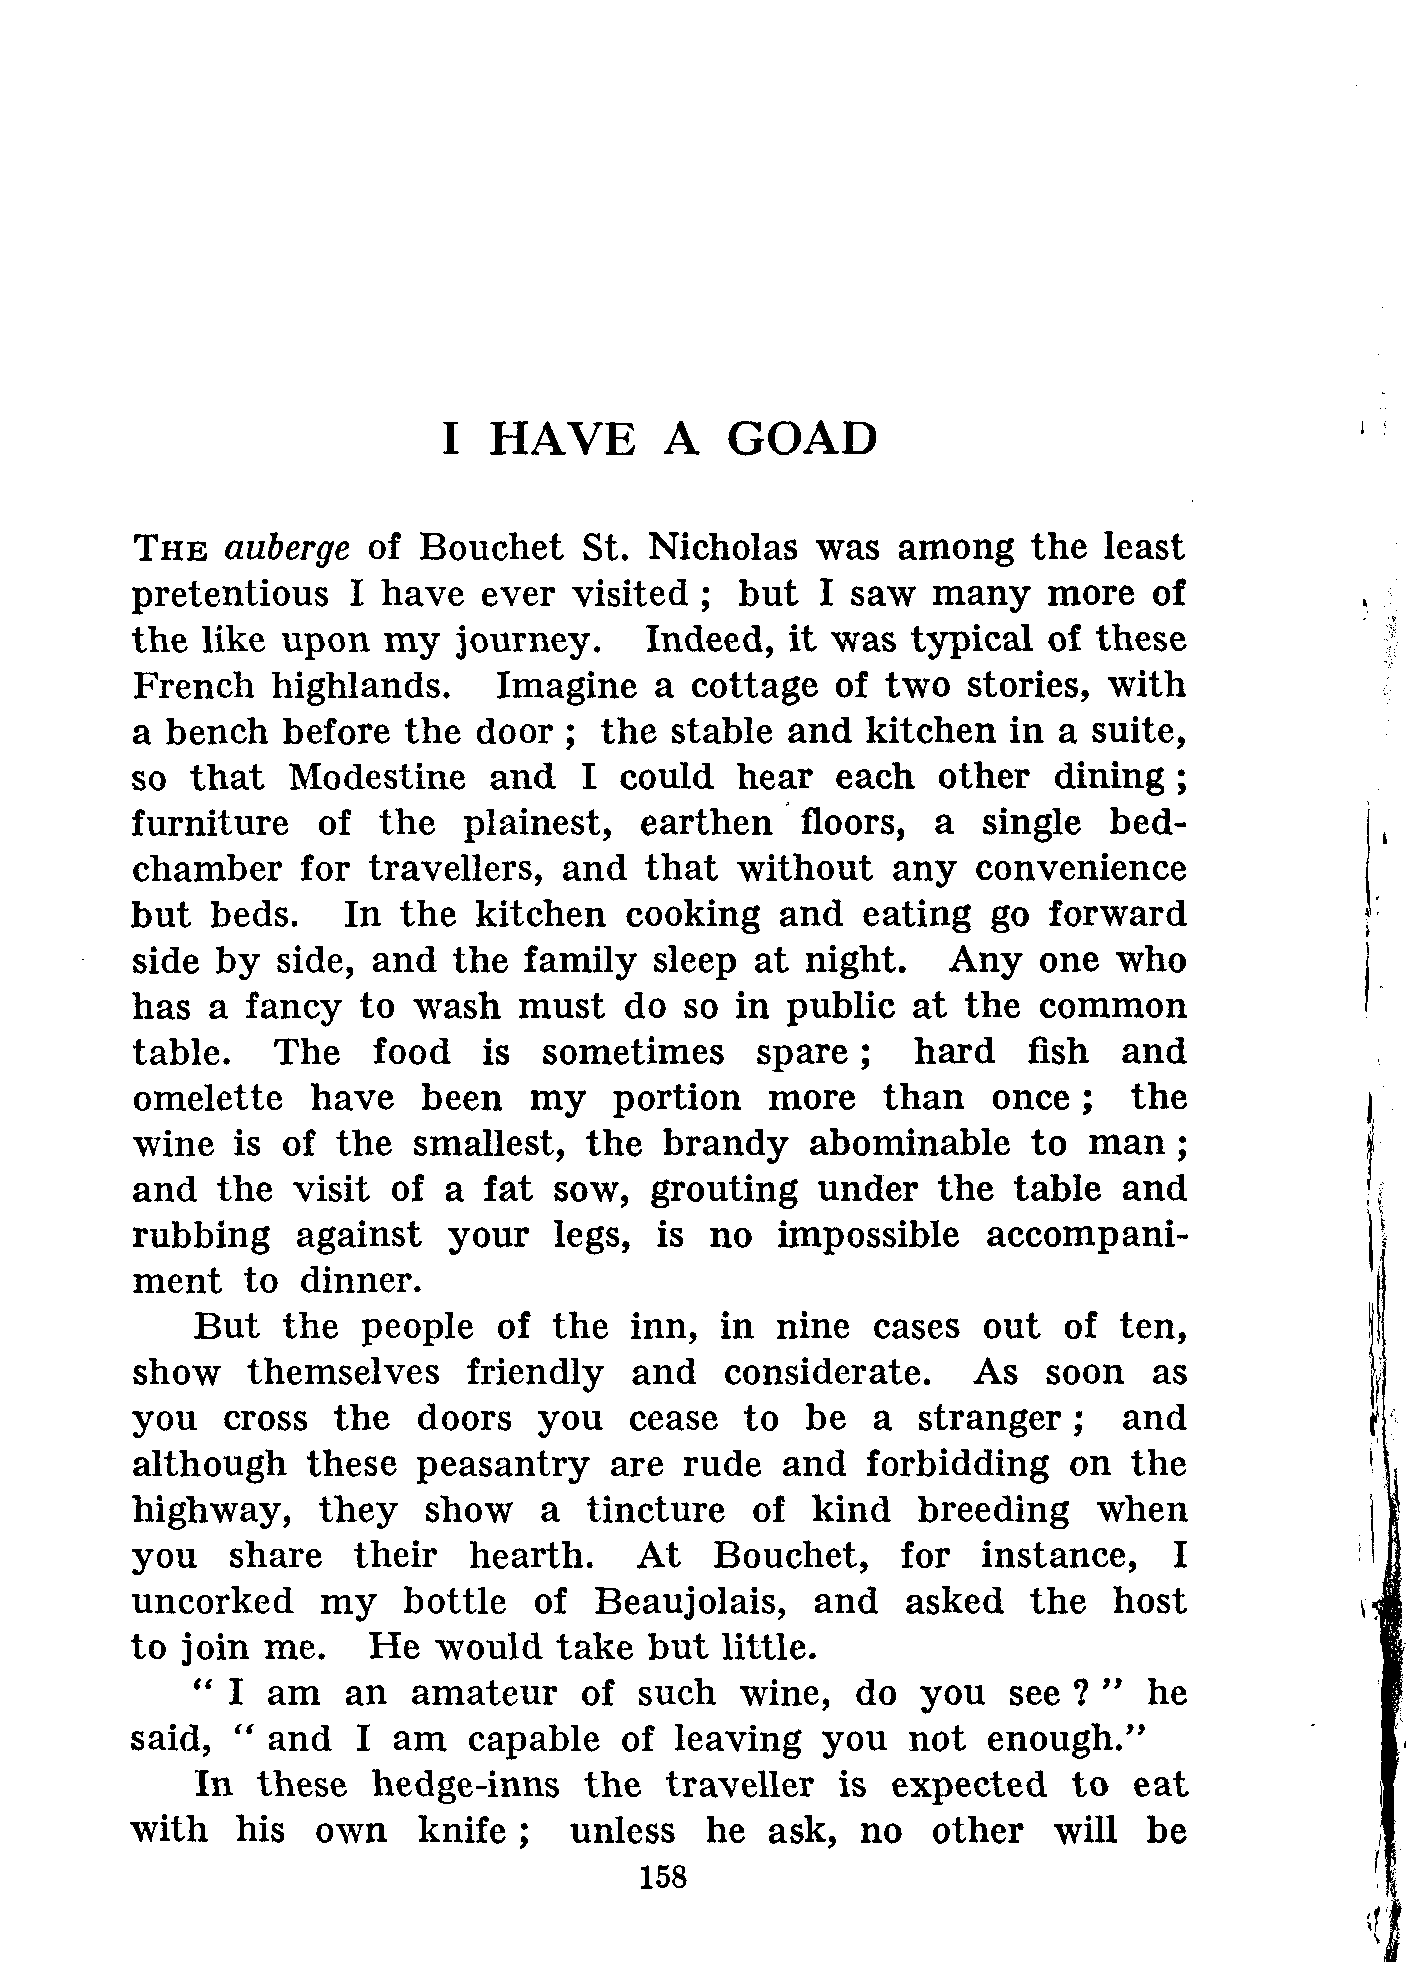 I HAVE A GOAD
THE auberge of Bouchet St. Nicholas was among the least
pretentious I have ever visited ; but I saw many more of
the like upon my journey. Indeed, it was typical of these
French highlands. Imagine a cottage of two stories, with
a bench before the door ; the stable and kitchen in a suite,
so that Modestine and I could hear each other dining ;
furniture of the plainest, earthen floors, a single bed-
chamber for travellers, and that without any convenience
but beds. In the kitchen cooking and eating go forward
side by side, and the family sleep at night. Any one who
has a fancy to wash must do so in public at the common
table. The food is sometimes spare ; hard fish and
omelette have been my portion more than once ; the
wine is of the smallest, the brandy abominable to man ;
and the visit of a fat sow, grouting under the table and
rubbing against your legs, is no impossible accompani-
ment to dinner.
But the people of the inn, in nine cases out of ten,
show themselves friendly and considerate. As soon as
you cross the doors you cease to be a stranger ; and
although these peasantry are rude and forbidding on the
highway, they show a tincture of kind breeding when
you share their hearth. At Bouchet, for instance, I
uncorked my bottle of Beaujolais, and asked the host
to join me. He would take but little.
“ I am an amateur of such wine, do you see ? ” he
said, “ and I am capable of leaving you not enough.”
In these hedge-inns the traveller is expected to eat
with his own knife ; unless he ask, no other will be
158